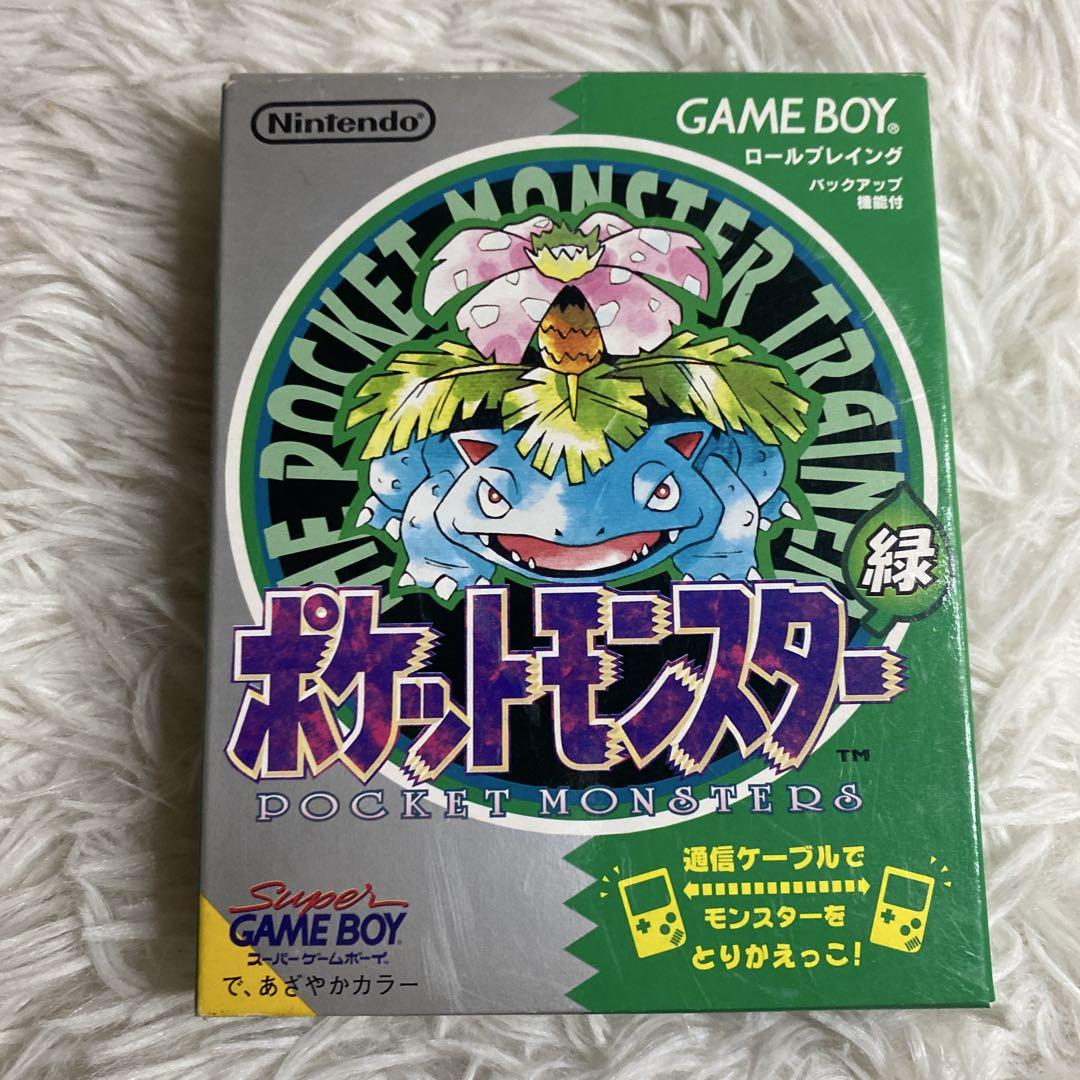 Nintendo
GAME BOY®
ロールプレイング
バックアップ
機能付
THE POCKET MONSTER TRAINER
緑
ポケットモンスター
TM
POCKET MONSTERS
通信ケーブルで
モンスターを
とりかえっこ!
Super
GAME BOY
スーパーゲームボーイ
で、あざやかカラー